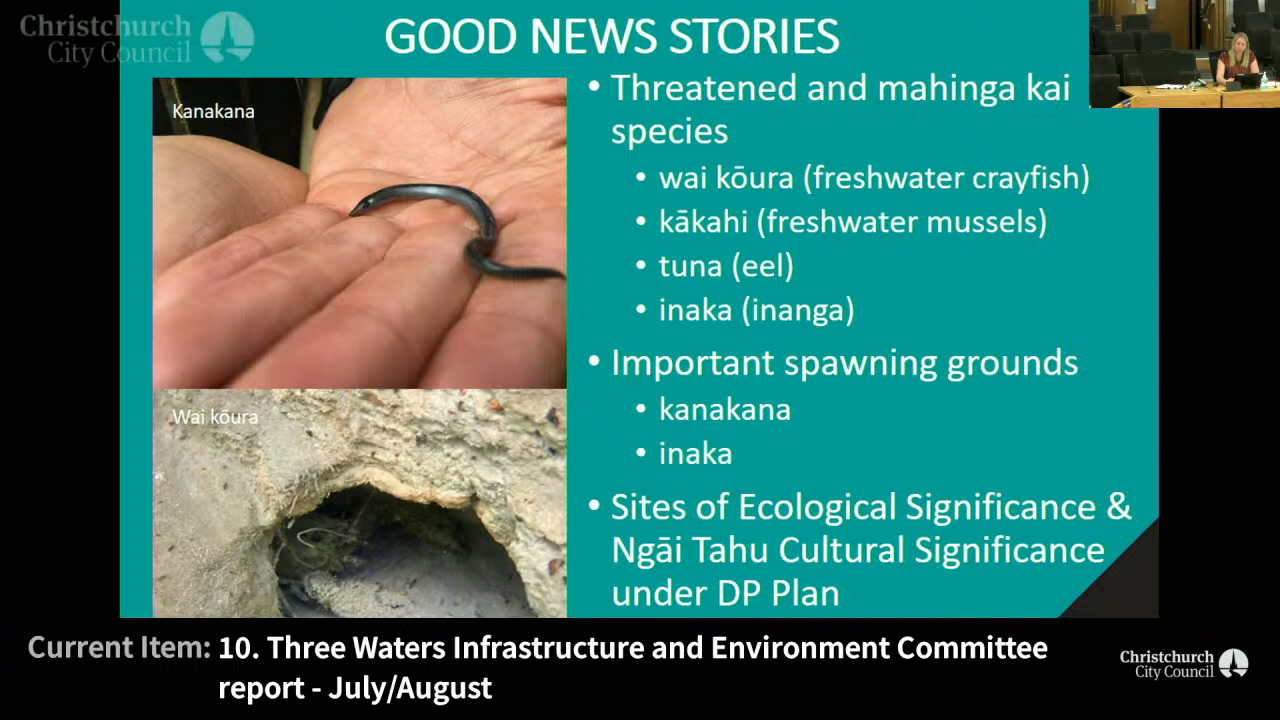 Christchurch
City Council
GOOD NEWS STORIES
Kanakana
• Threatened and mahinga kai
species
• wai kōura (freshwater crayfish)
• kākahi (freshwater mussels)
• tuna (eel)
• inaka (inanga)
• Important spawning grounds
• kanakana
• inaka
Wai kōura
• Sites of Ecological Significance &
Ngāi Tahu Cultural Significance
under DP Plan
Current Item: 10. Three Waters Infrastructure and Environment Committee
report - July/August
Christchurch
City Council